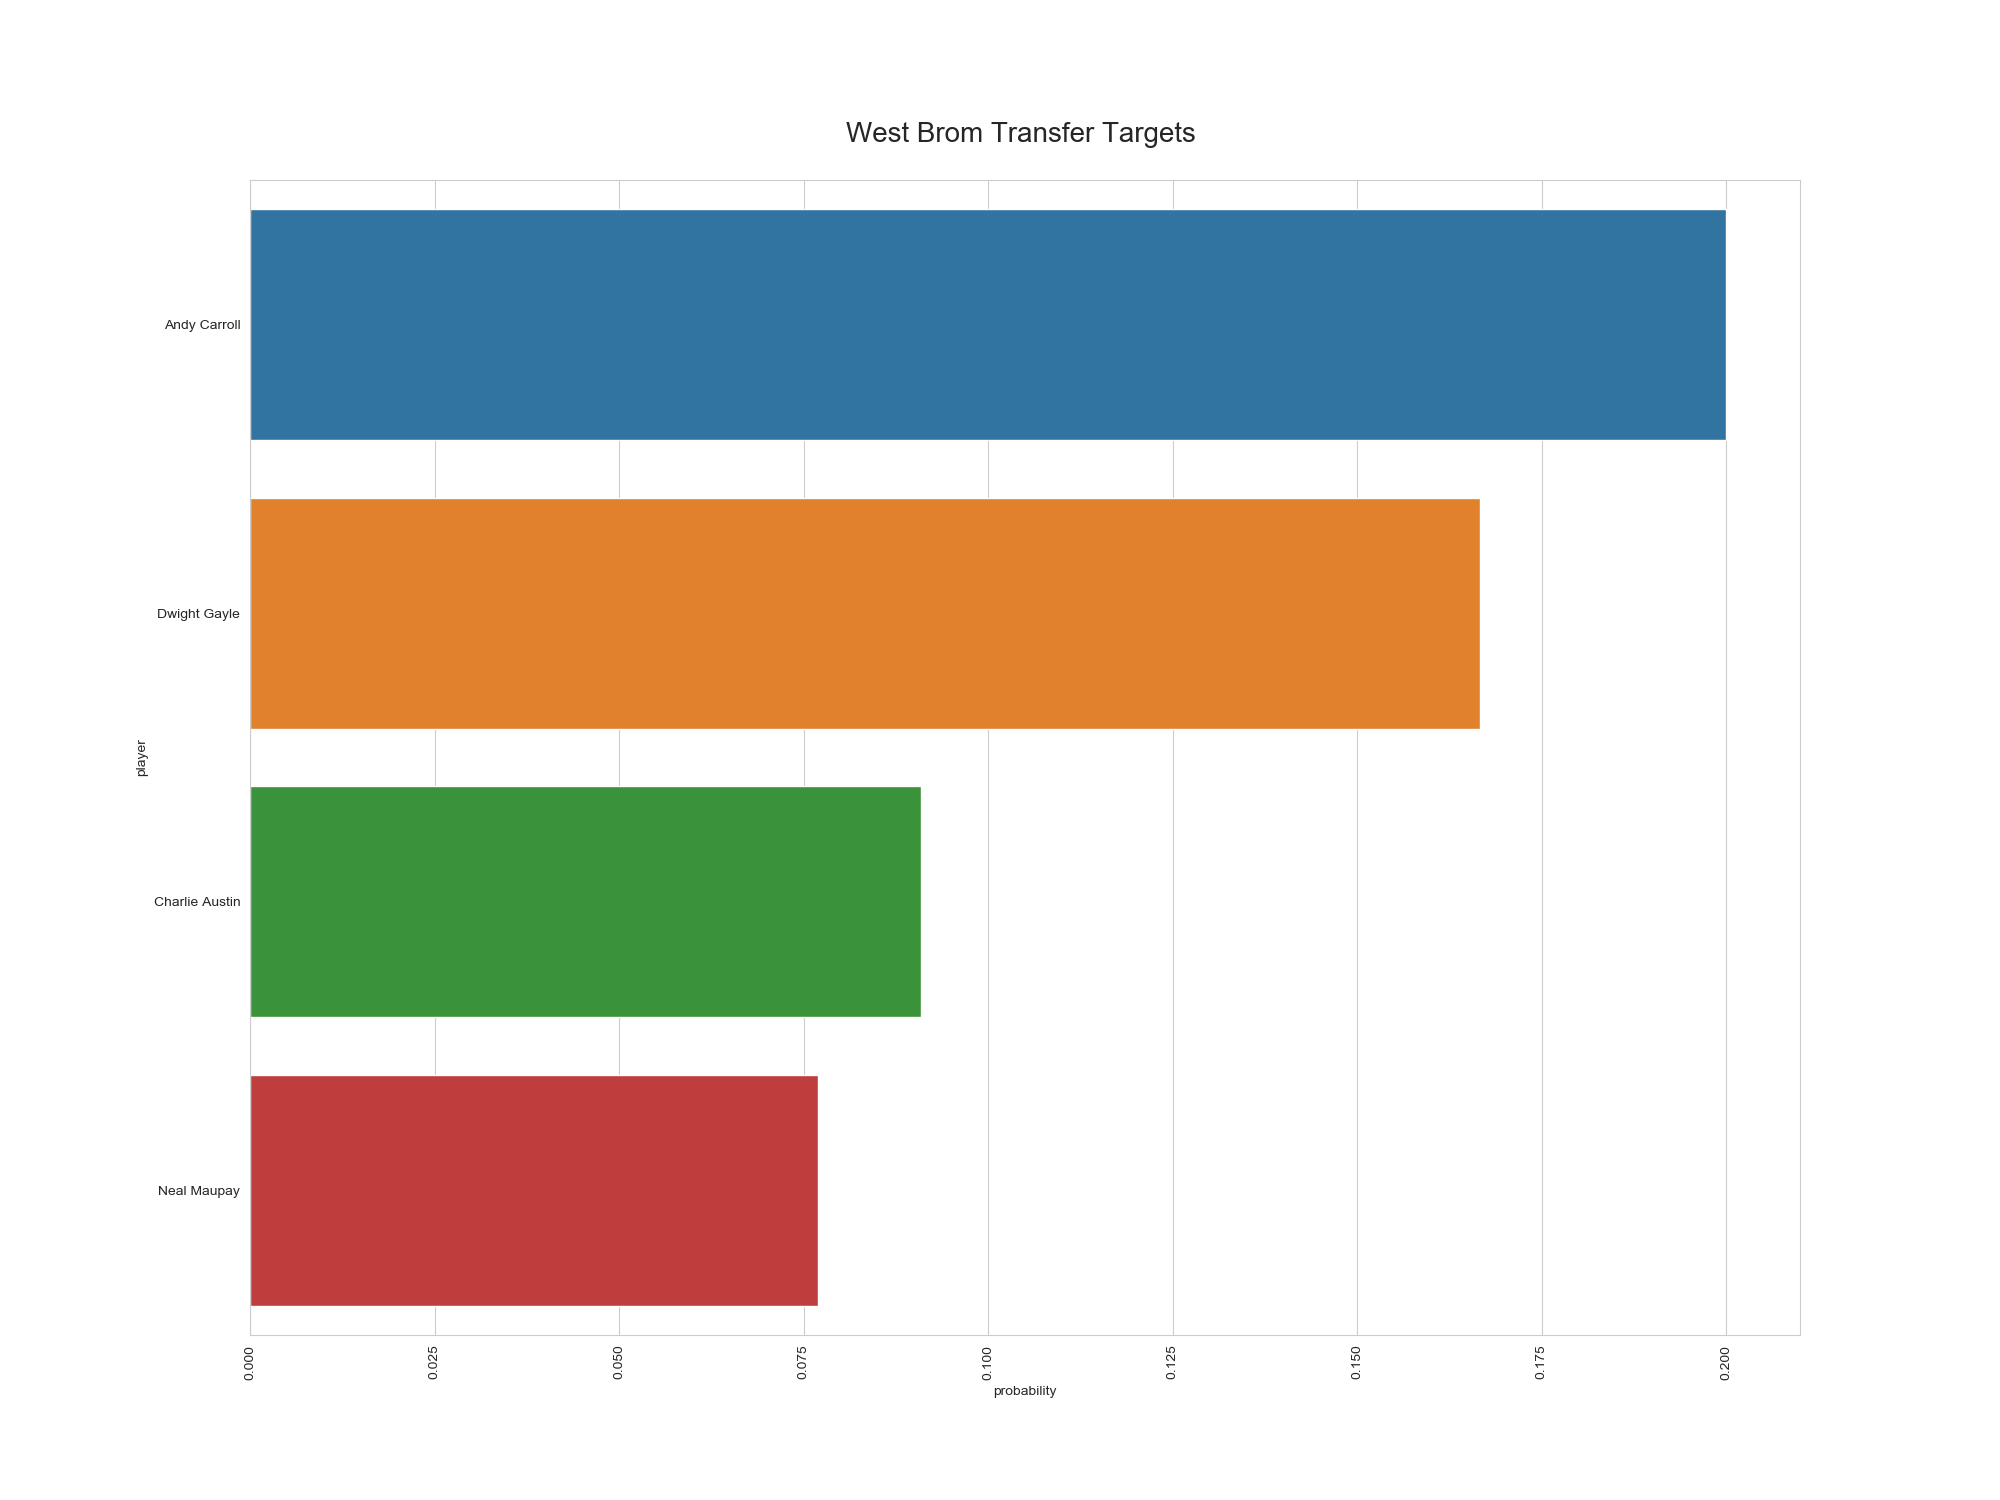 West Brom Transfer Targets
Andy Carroll
Dwight Gayle
player
Charlie Austin
Neal Maupay
0.000
0.025
0.050
0.075
0.100
0.125
0.150
0.175
0.200
probability